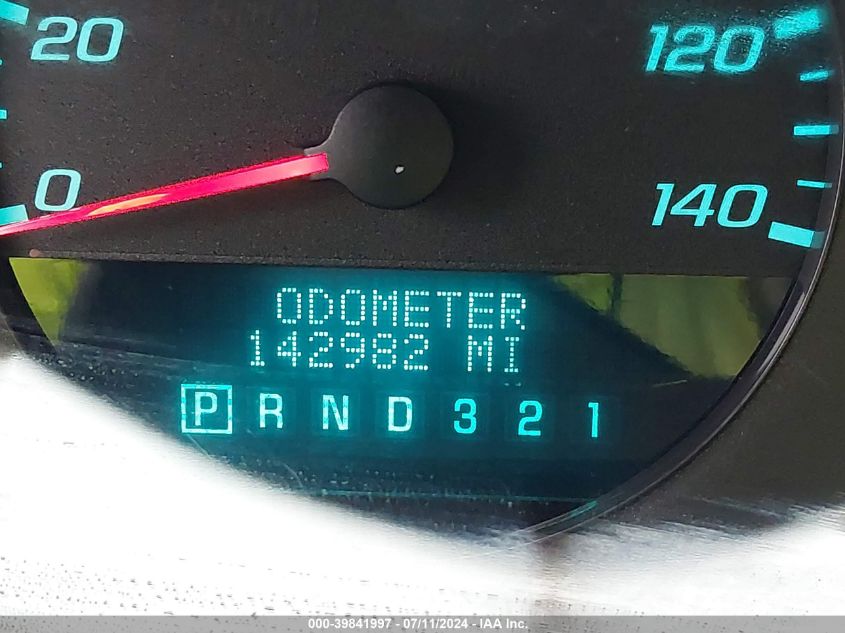 20
120
0
140
ODOMETER
142982 MI
P R N D 3 2 1
000-39841997 - 07/11/2024 - IAA Inc.